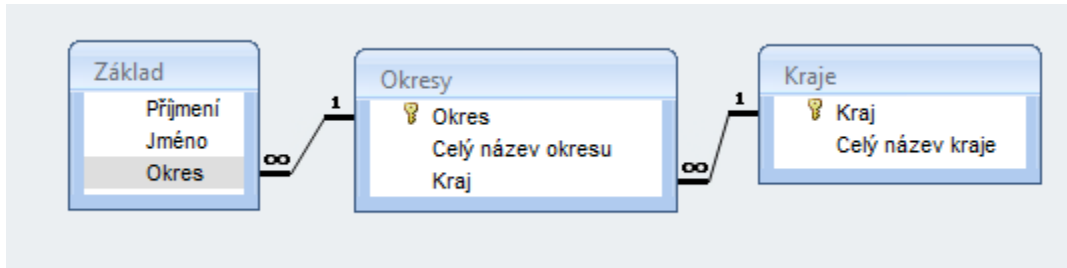 Základ
Příjmení
Jméno
Okres
∞
1
Okresy
Okres
Celý název okresu
Kraj
∞
1
Kraje
Kraj
Celý název kraje